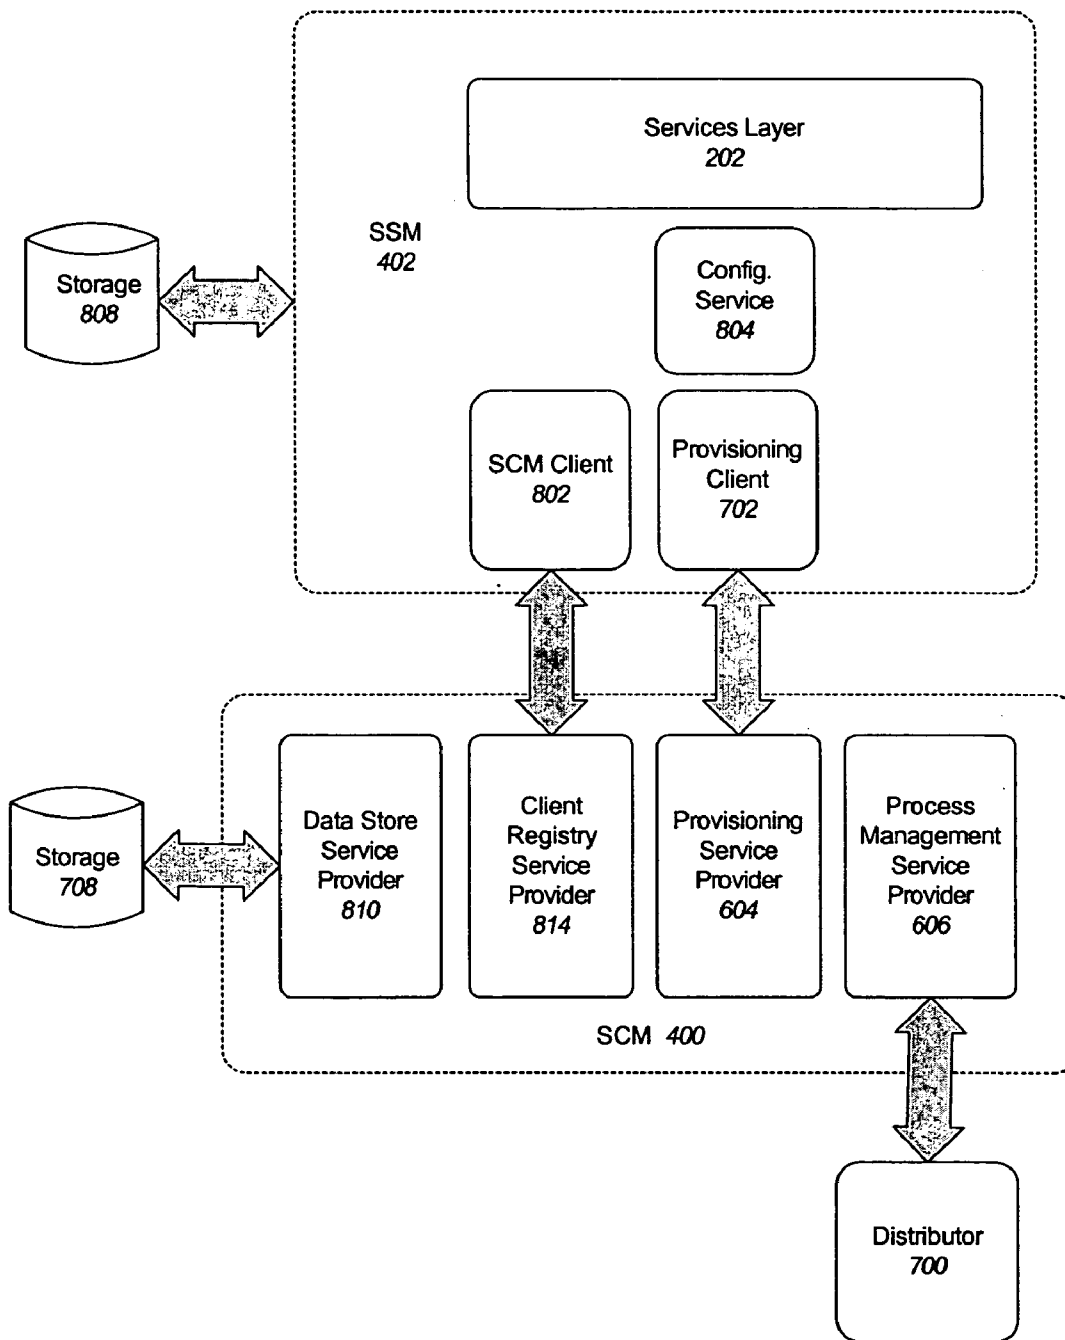 Services Layer
202
SSM
402
Config.
Service
804
Storage
808
SCM Client
802
Provisioning
Client
702
Data Store
Service
Provider
810
Client
Registry
Service
Provider
814
Provisioning
Service
Provider
604
Process
Management
Service
Provider
606
Storage
708
SCM 400
Distributor
700